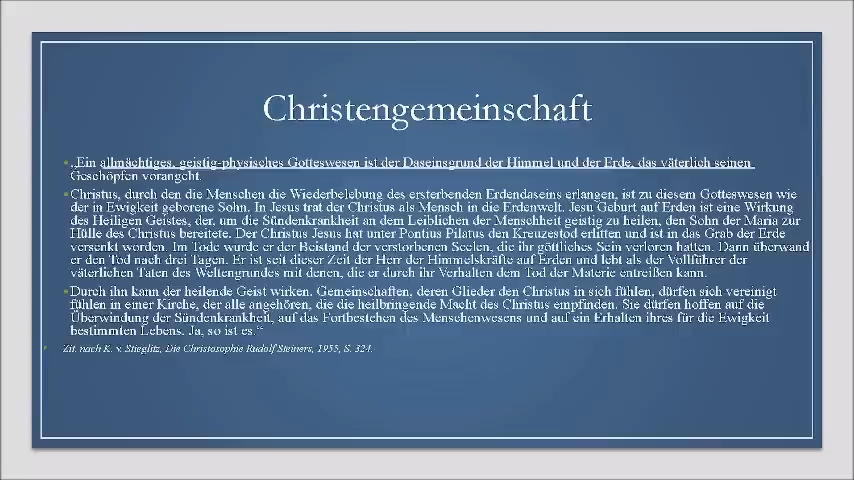 Christengemeinschaft
„Ein allmächtiges, geistig-physisches Gotteswesen ist der Daseinsgrund der Himmel und der Erde, das väterlich seinen
Geschöpfen vorangeht.
Christus, durch den die Menschen die Wiederbelebung des ersterbenden Erdendaseins erlangen, ist zu diesem Gotteswesen wie
der in Ewigkeit geborene Sohn. In Jesus trat der Christus als Mensch in die Erdenwelt. Jesu Geburt auf Erden ist eine Wirkung
des Heiligen Geistes, der, um die Sündenkrankheit an dem Leiblichen der Menschheit geistig zu heilen, den Sohn der Maria zur
Hülle des Christus bereitete. Der Christus Jesus hat unter Pontius Pilatus den Kreuzestod erlitten und ist in das Grab der Erde
versenkt worden. Im Tode wurde er der Beistand der verstorbenen Seelen, die ihr göttliches Sein verloren hatten. Dann überwand
er den Tod nach drei Tagen. Er ist seit dieser Zeit der Herr der Himmelskräfte auf Erden und lebt als der Vollführer der
väterlichen Taten des Weltengrundes mit denen, die er durch ihr Verhalten dem Tod der Materie entreißen kann.
Durch ihn kann der heilende Geist wirken. Gemeinschaften, deren Glieder den Christus in sich fühlen, dürfen sich vereinigt
fühlen in einer Kirche, der alle angehören, die die heilbringende Macht des Christus empfinden. Sie dürfen hoffen auf die
Überwindung der Sündenkrankheit, auf das Fortbestehen des Menschenwesens und auf ein Erhalten ihres für die Ewigkeit
bestimmten Lebens. Ja, so ist es.“
Zit. nach K. v. Stieglitz, Die Christosophie Rudolf Steiners, 1955, S. 324.